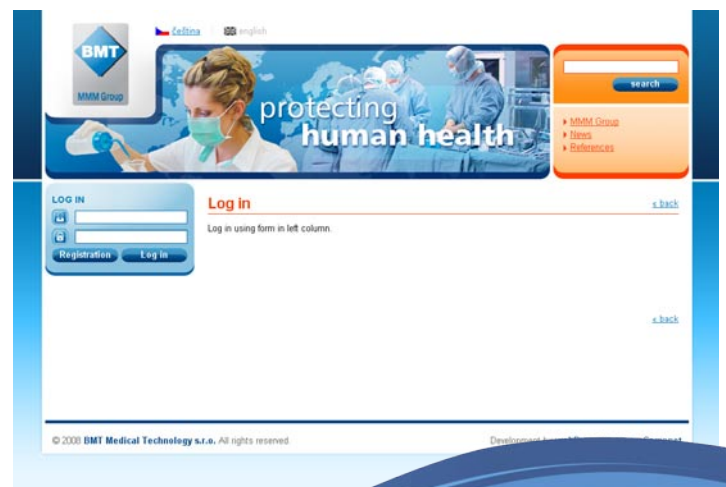 čeština
english
BMT
MMM Group
protecting
human health
search
MMM Group
News
References
LOG IN
Registration
Log in
Log in
« back
Log in using form in left column.
« back
© 2008 BMT Medical Technology s.r.o. All rights reserved.
Development